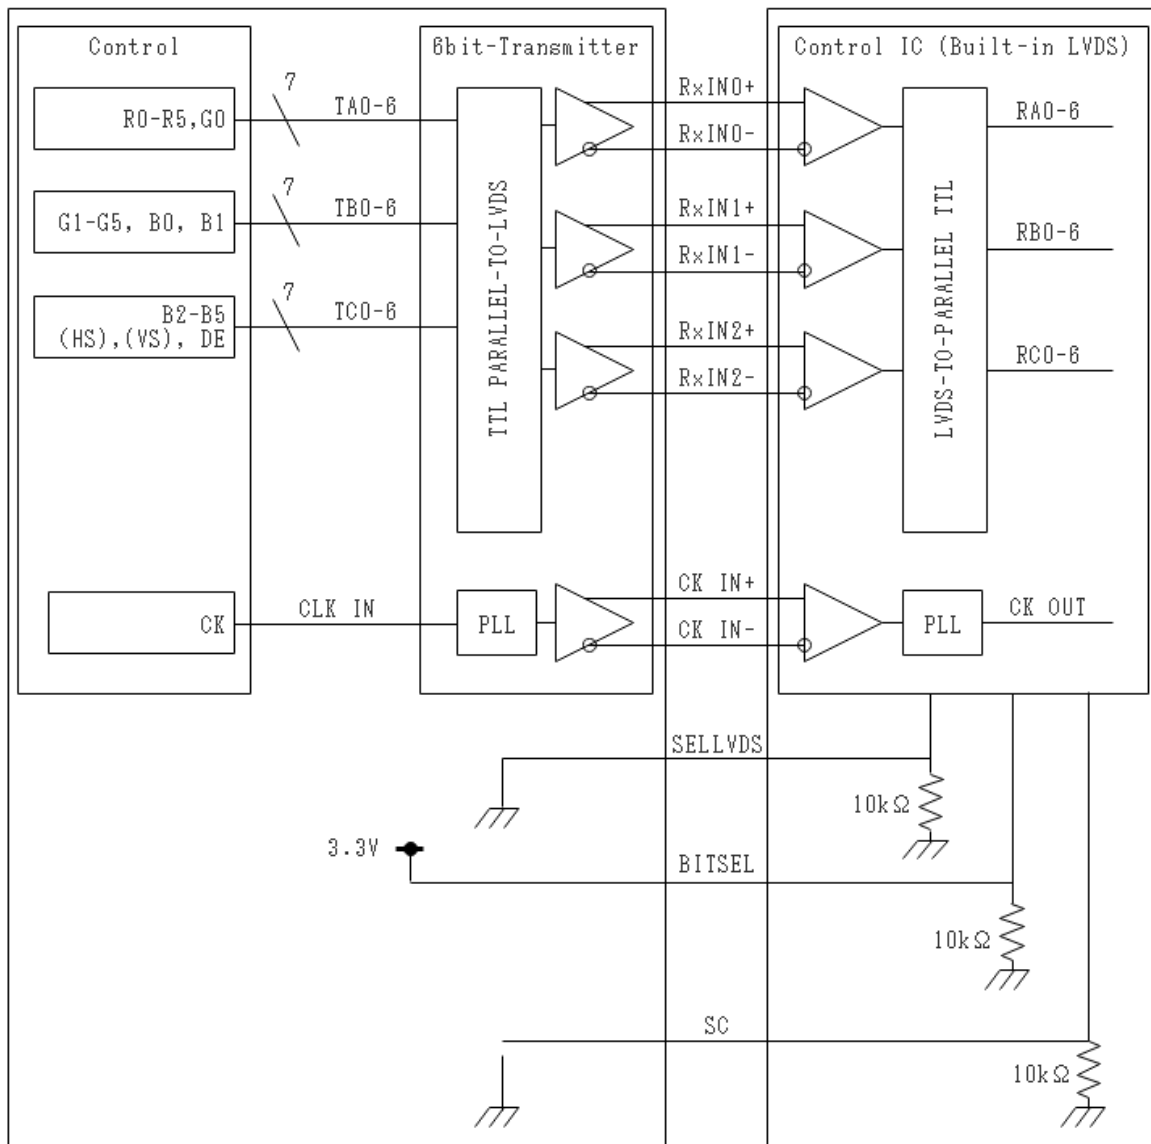 Control
6bit-Transmitter
Control IC (Built-in LVDS)
R0-R5,G0
7
TA0-6
RxIN0+
RxIN0-
RA0-6
G1-G5, B0, B1
7
TB0-6
RxIN1+
RxIN1-
RB0-6
B2-B5
(HS),(VS), DE
7
TC0-6
RxIN2+
RxIN2-
RC0-6
TTL PARALLEL-TO-LVDS
LVDS-TO-PARALLEL TTL
CK
CLK IN
PLL
CK IN+
CK IN-
PLL
CK OUT
SELLVDS
10kΩ
3.3V
BITSEL
10kΩ
SC
10kΩ